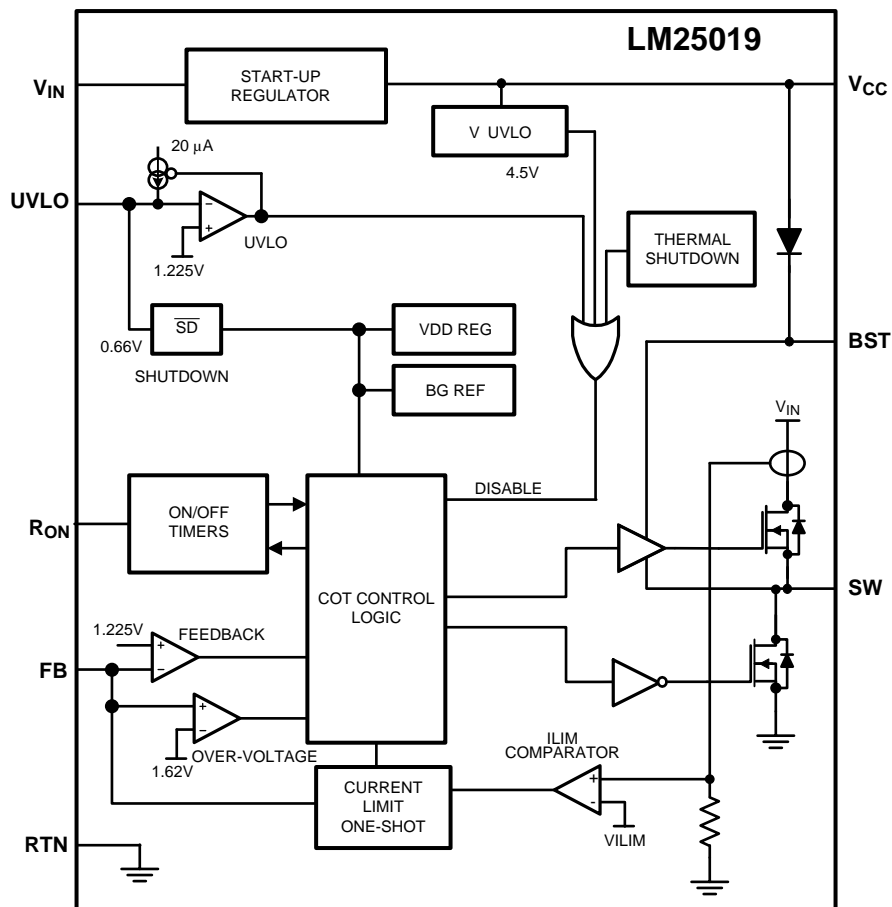 LM25019
VIN
START-UP
REGULATOR
VCC
20 µA
V UVLO
4.5V
UVLO
−
+
UVLO
1.225V
THERMAL
SHUTDOWN
0.66V
SD
SHUTDOWN
VDD REG
BG REF
BST
VIN
DISABLE
RON
ON/OFF
TIMERS
COT CONTROL
LOGIC
SW
1.225V
FEEDBACK
+
−
FB
+
−
OVER-VOLTAGE
1.62V
ILIM
COMPARATOR
+
-
VILIM
CURRENT
LIMIT
ONE-SHOT
RTN